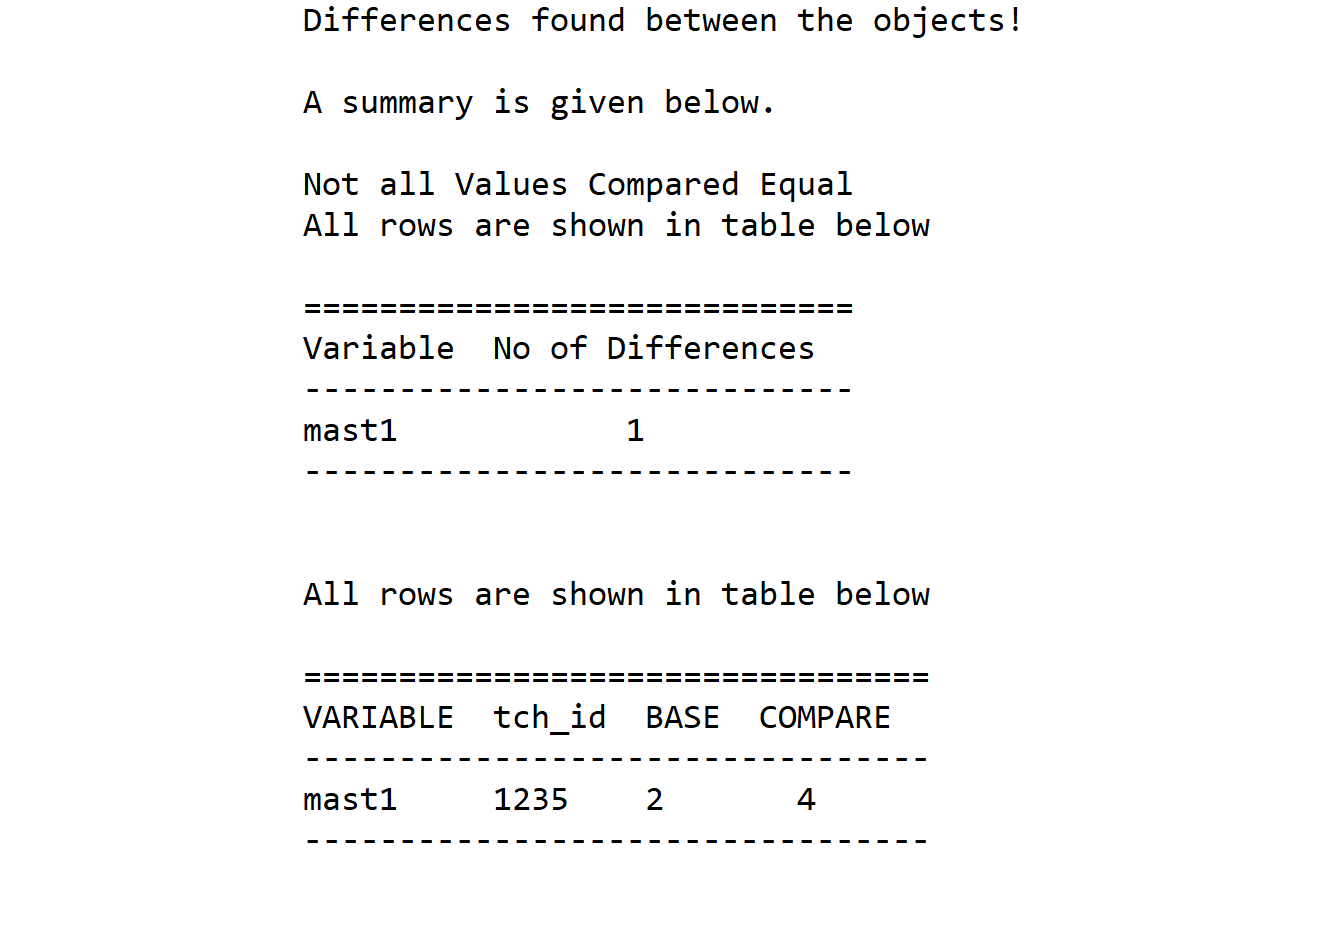 Differences found between the objects!
A summary is given below.
Not all Values Compared Equal
All rows are shown in table below
=============================
Variable  No of Differences
-----------------------------
mast1            1
-----------------------------
All rows are shown in table below
=================================
VARIABLE  tch_id  BASE  COMPARE
---------------------------------
mast1     1235    2       4
---------------------------------